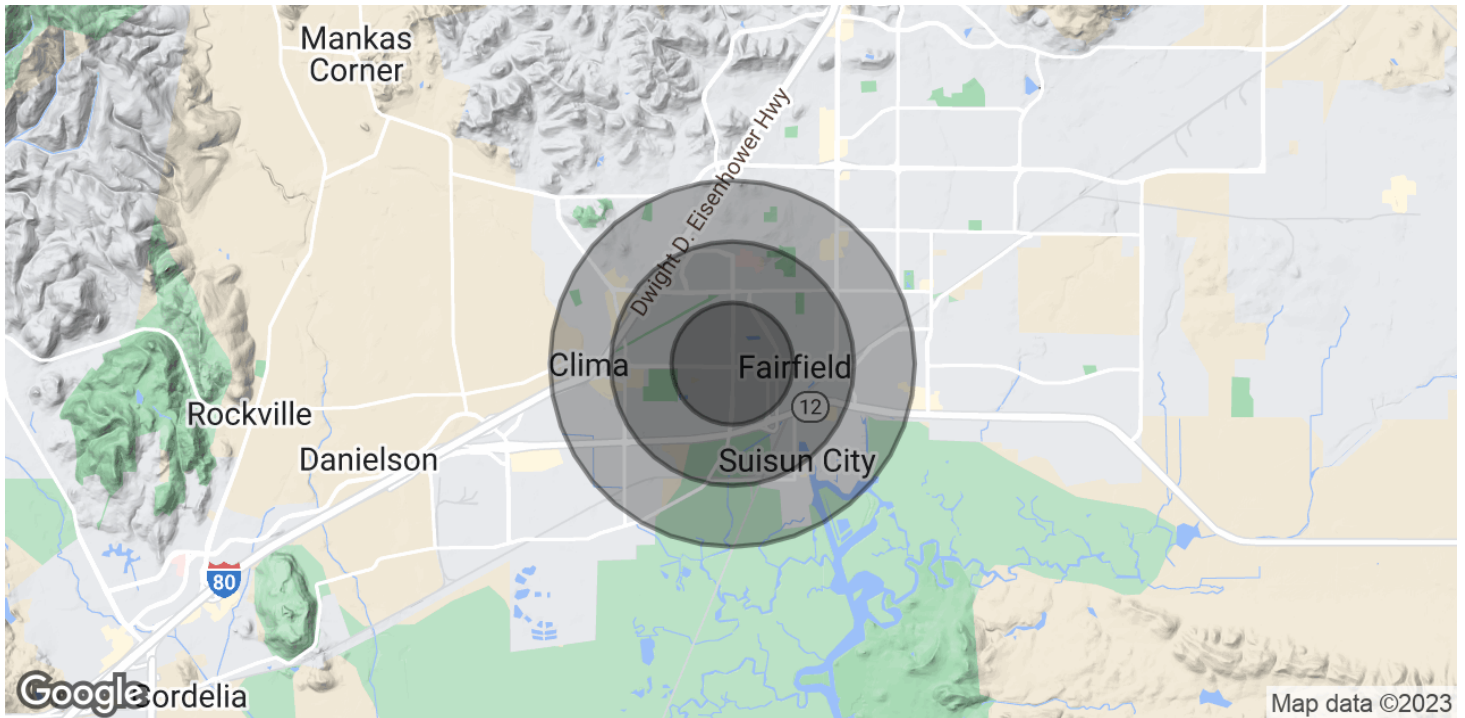 Mankas
Corner
Dwight D. Eisenhower Hwy
Clima
Fairfield
12
Rockville
Danielson
Suisun City
80
Google
Cordelia
Map data ©2023